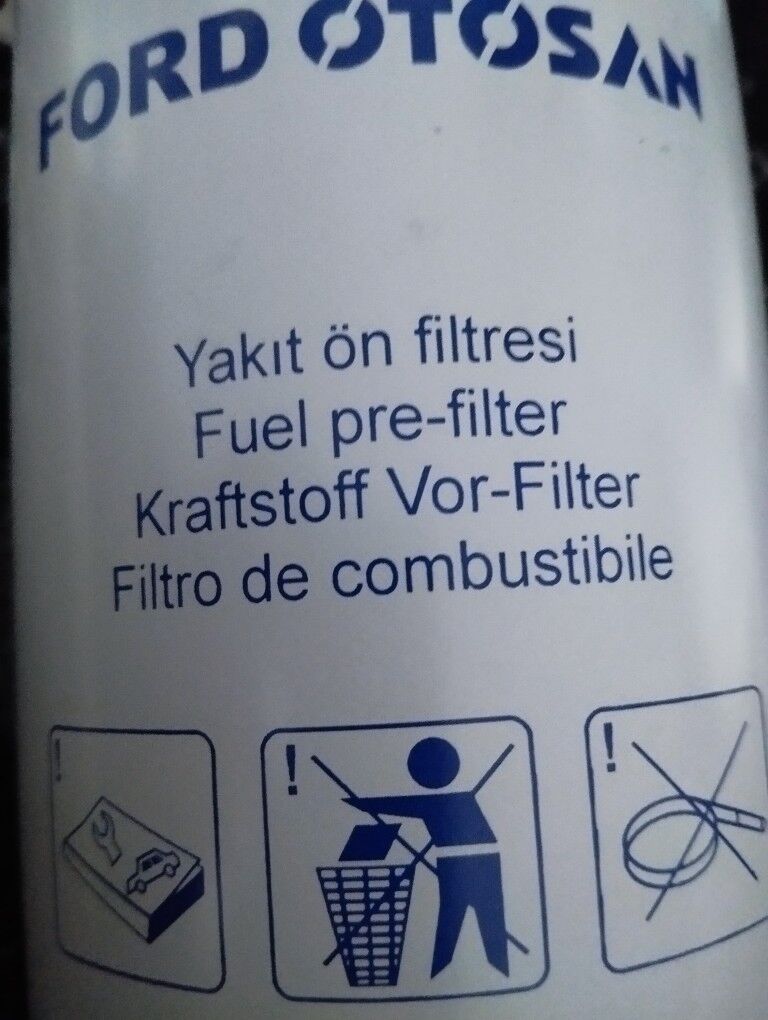 FORD OTOSAN
Yakıt ön filtresi
Fuel pre-filter
Kraftstoff Vor-Filter
Filtro de combustibile
!
!
!